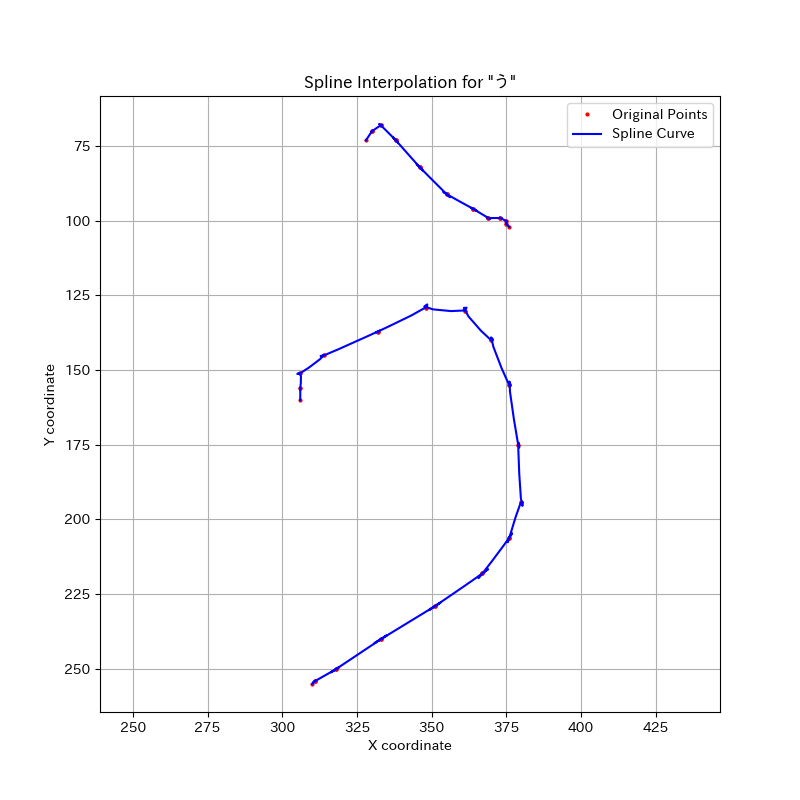 Spline Interpolation for "う"
Original Points
Spline Curve
75
100
125
150
175
200
225
250
Y coordinate
250
275
300
325
350
375
400
425
X coordinate
う